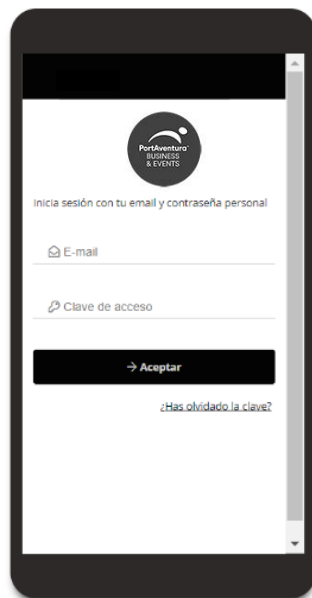 PortAventura
BUSINESS
& EVENTS
Inicia sesión con tu email y contraseña personal
E-mail
Clave de acceso
→ Aceptar
¿Has olvidado la clave?